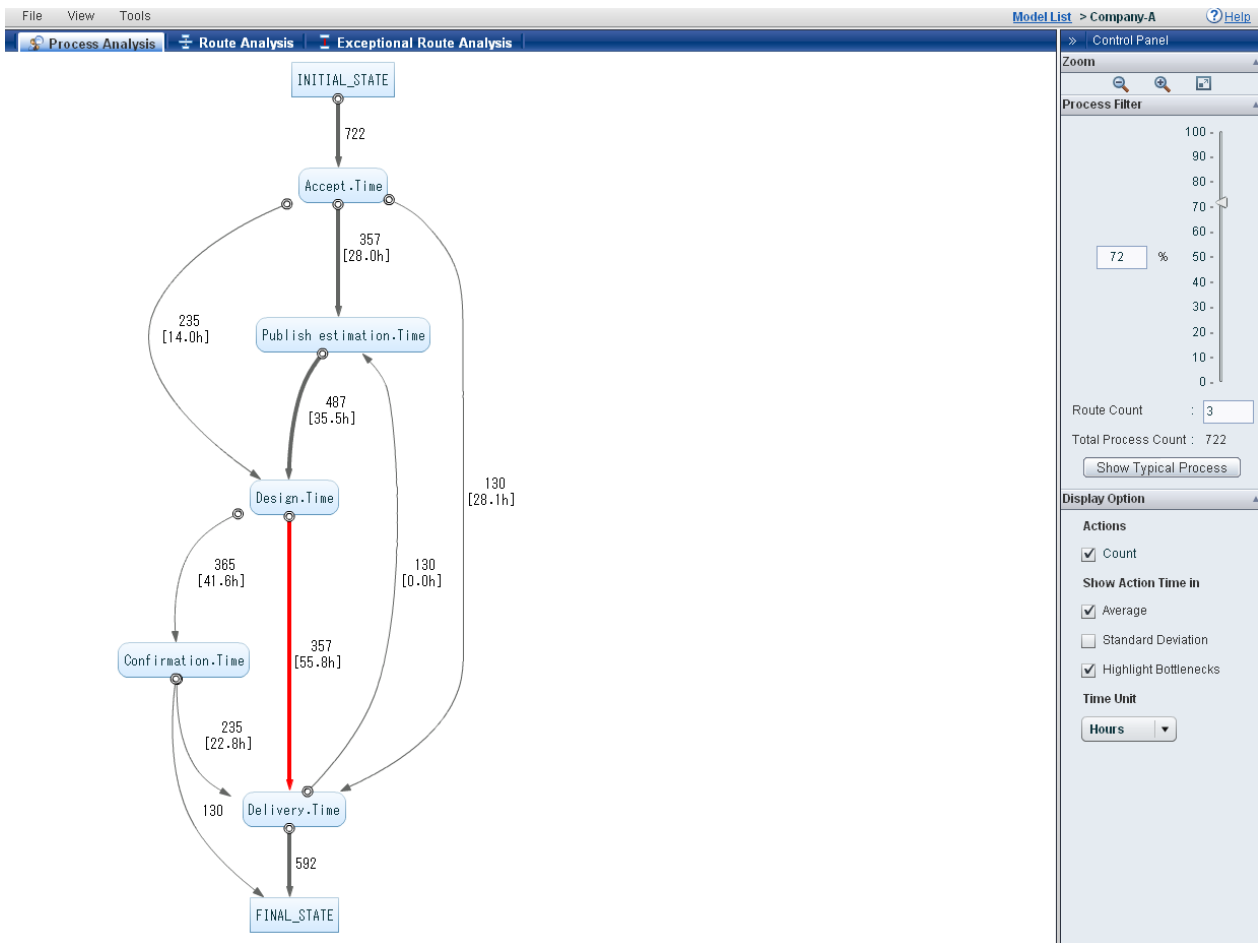 File View Tools
Model List > Company-A
?Help
Process Analysis
Route Analysis
Exceptional Route Analysis
INITIAL_STATE
722
Accept.Time
357
[28.0h]
235
[14.0h]
Publish estimation.Time
487
[35.5h]
130
[28.1h]
Design.Time
365
[41.6h]
130
[0.0h]
357
[55.8h]
Confirmation.Time
235
[22.8h]
130
Delivery.Time
592
FINAL_STATE
» Control Panel
Zoom
Process Filter
100 -
90 -
80 -
70 -
60 -
72 % 50 -
40 -
30 -
20 -
10 -
0 -
Route Count : 3
Total Process Count : 722
Show Typical Process
Display Option
Actions
Count
Show Action Time in
Average
Standard Deviation
Highlight Bottlenecks
Time Unit
Hours